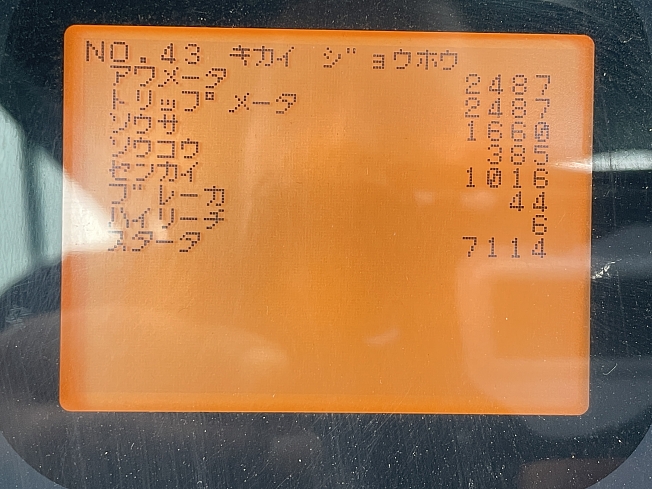 NO.43 キカイ ジョウホウ
アワメータ 2487
トリップ メータ 2487
ソウサ 1660
ソウコウ 385
センカイ 1016
ブレーカ 44
ハイリーチ 6
スタータ 7114